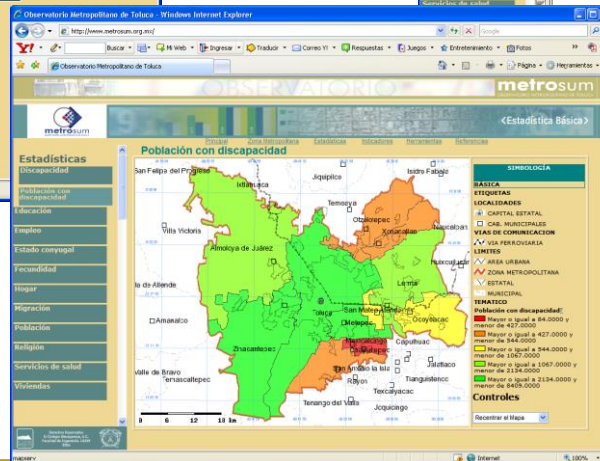 Servicios de salud
Observatorio Metropolitano de Toluca - Windows Internet Explorer
http://www.metrosum.org.mx/
Google
Buscar
Mi Web
Ingresar
Traducir
Correo Y!
Respuestas
Juegos
Entretenimiento
Fotos
Observatorio Metropolitano de Toluca
Página
Herramientas
OBSERVATORIO
metrosum
metrosum
<Estadística Básica>
Principal Zona Metropolitana Estadísticas Indicadores Herramientas Referencias
Estadísticas
Discapacidad
Población con discapacidad
Educación
Empleo
Estado conyugal
Fecundidad
Hogar
Migración
Población
Religión
Servicios de salud
Viviendas
Población con discapacidad
San Felipe del Progreso
Jiquipilco
Isidro Fabela
Ixtlahuaca
Temoaya
Otzolotepec
Villa Victoria
Xonacatlan
Naucalpan
Almoloya de Juárez
Huixquilucan
Lerma
Toluca
San Mateo Atenco
Ocoyoacac
Metepec
Amanalco
Zinacantepec
Capulhuac
San Antonio la Isla
Jalatlaco
Tianguistenco
Rayón
Texcalyacac
Valle de Bravo
Temascaltepec
Tenango del Valle
Joquicingo
0 6 12 18 km
SIMBOLOGÍA
BÁSICA
ETIQUETAS
LOCALIDADES
CAPITAL ESTATAL
CAB. MUNICIPALES
VIAS DE COMUNICACION
VIA FERROVIARIA
LIMITES
AREA URBANA
ZONA METROPOLITANA
ESTATAL
MUNICIPAL
TEMATICO
Población con discapacidad
Mayor o igual a 84.0000 y
menor de 427.0000
Mayor o igual a 427.0000 y
menor de 544.0000
Mayor o igual a 544.0000 y
menor de 1067.0000
Mayor o igual a 1067.0000 y
menor de 2134.0000
Mayor o igual a 2134.0000 y
menor de 8409.0000
Controles
Recentrar el Mapa
mapserv
Internet
100%